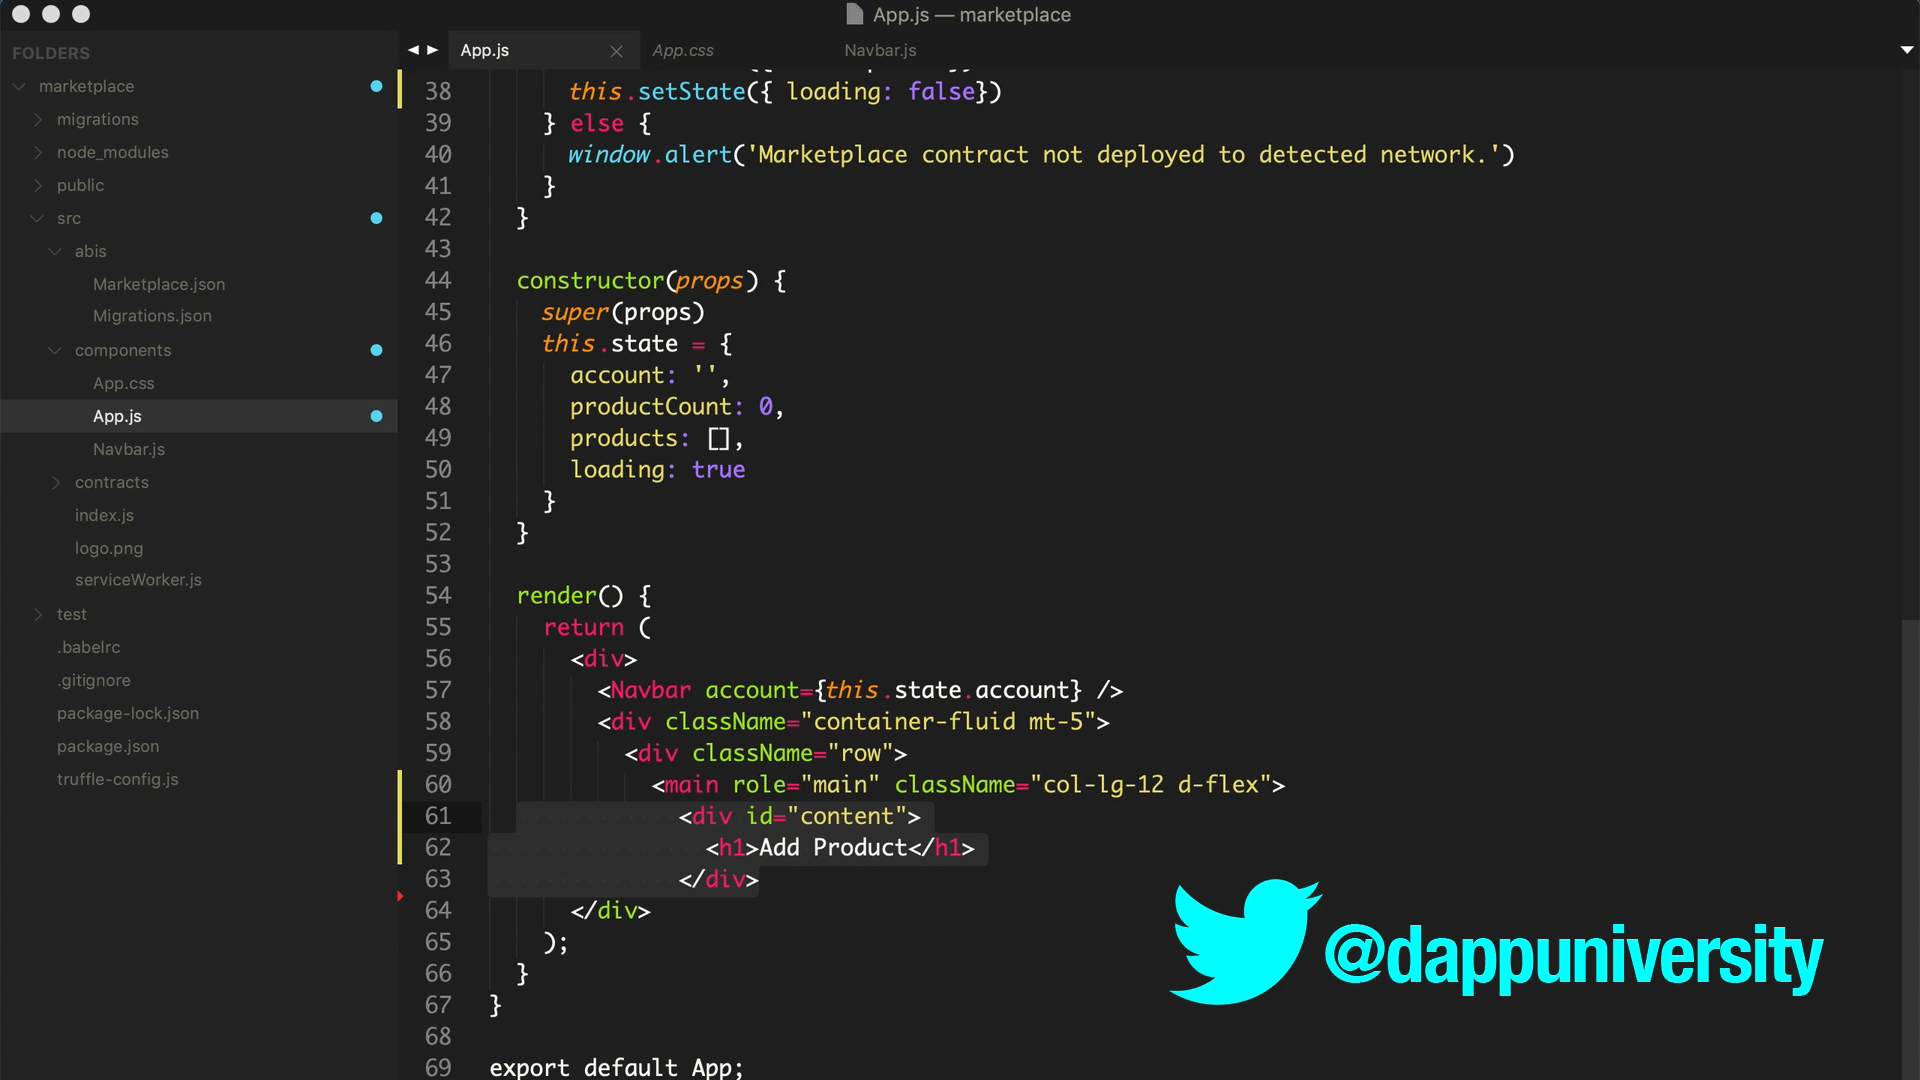 App.js — marketplace
FOLDERS
marketplace
migrations
node_modules
public
src
abis
Marketplace.json
Migrations.json
components
App.css
App.js
Navbar.js
contracts
index.js
logo.png
serviceWorker.js
test
.babelrc
.gitignore
package-lock.json
package.json
truffle-config.js
App.js App.css Navbar.js
38 this.setState({ loading: false})
39 } else {
40 window.alert('Marketplace contract not deployed to detected network.')
41 }
42 }
43
44 constructor(props) {
45 super(props)
46 this.state = {
47 account: '',
48 productCount: 0,
49 products: [],
50 loading: true
51 }
52 }
53
54 render() {
55 return (
56 <div>
57 <Navbar account={this.state.account} />
58 <div className="container-fluid mt-5">
59 <div className="row">
60 <main role="main" className="col-lg-12 d-flex">
61 <div id="content">
62 <h1>Add Product</h1>
63 </div>
64 </div>
65 );
66 }
67 }
68
69 export default App;
@dappuniversity